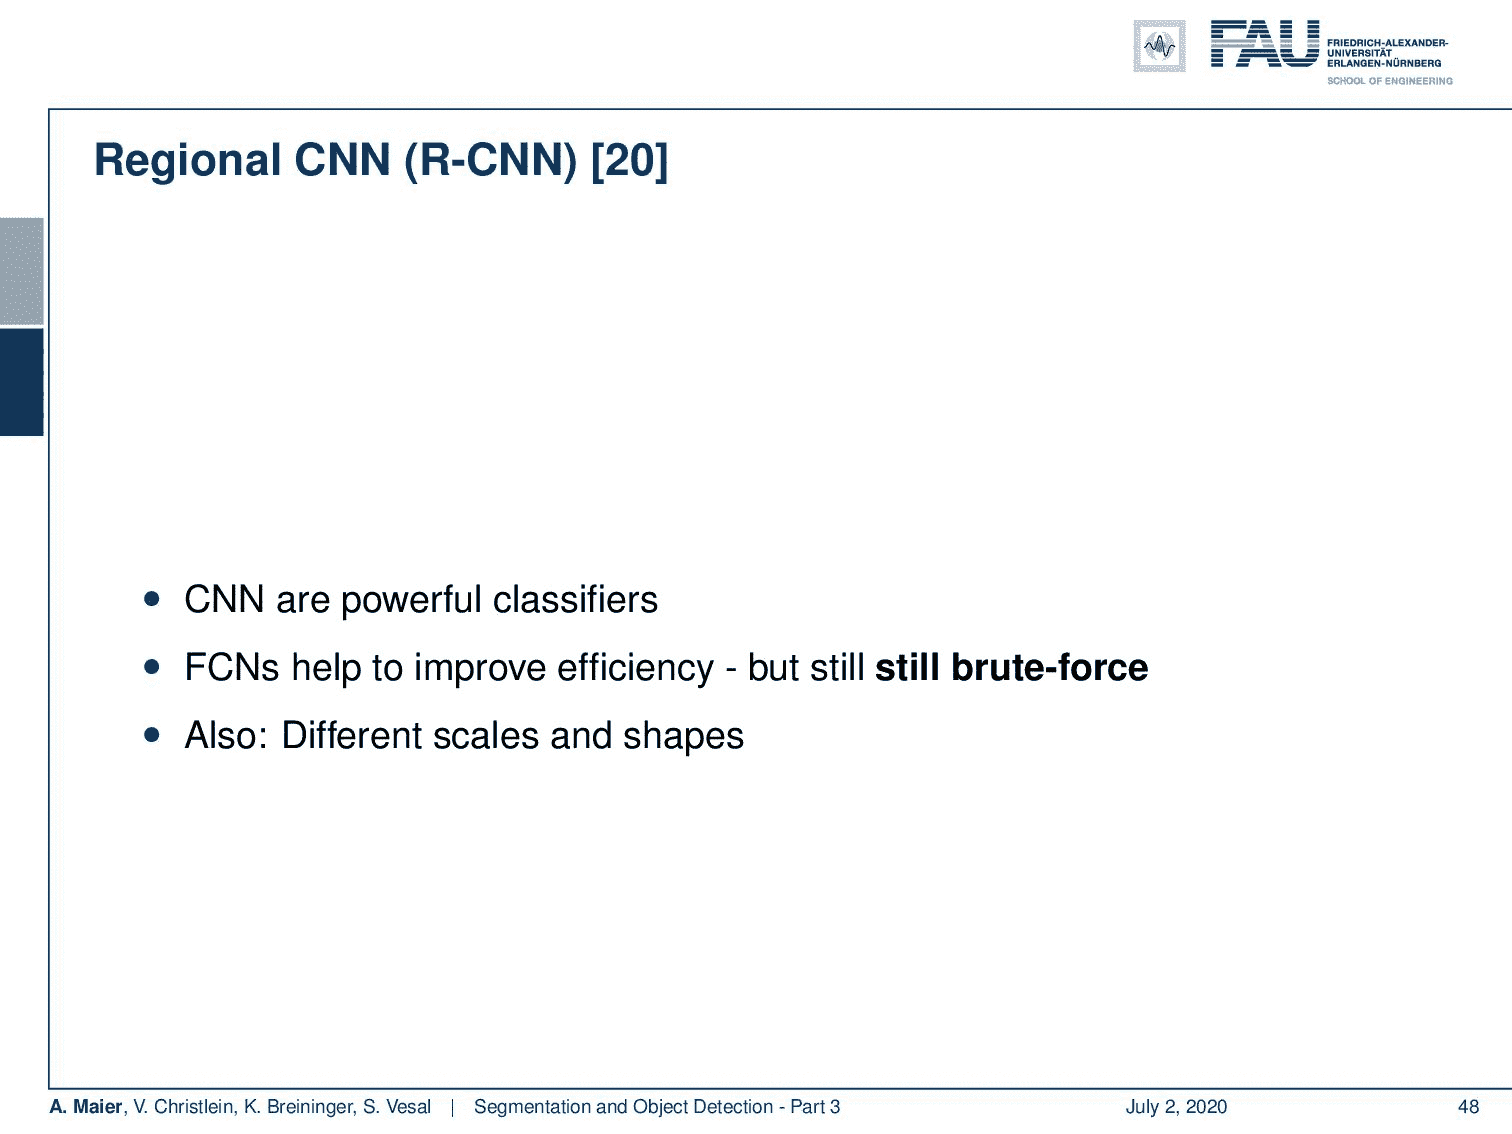 FAU
FRIEDRICH-ALEXANDER-
UNIVERSITÄT
ERLANGEN-NÜRNBERG
SCHOOL OF ENGINEERING
Regional CNN (R-CNN) [20]
• CNN are powerful classifiers
• FCNs help to improve efficiency - but still still brute-force
• Also: Different scales and shapes
A. Maier, V. Christlein, K. Breininger, S. Vesal | Segmentation and Object Detection - Part 3 July 2, 2020 48